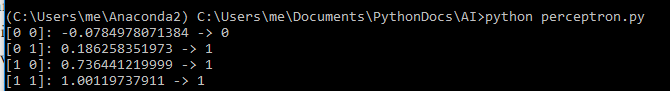 (C:\Users\me\Anaconda2) C:\Users\me\Documents\PythonDocs\AI>python perceptron.py
[0 0]: -0.0784978071384 -> 0
[0 1]: 0.186258351973 -> 1
[1 0]: 0.736441219999 -> 1
[1 1]: 1.00119737911 -> 1